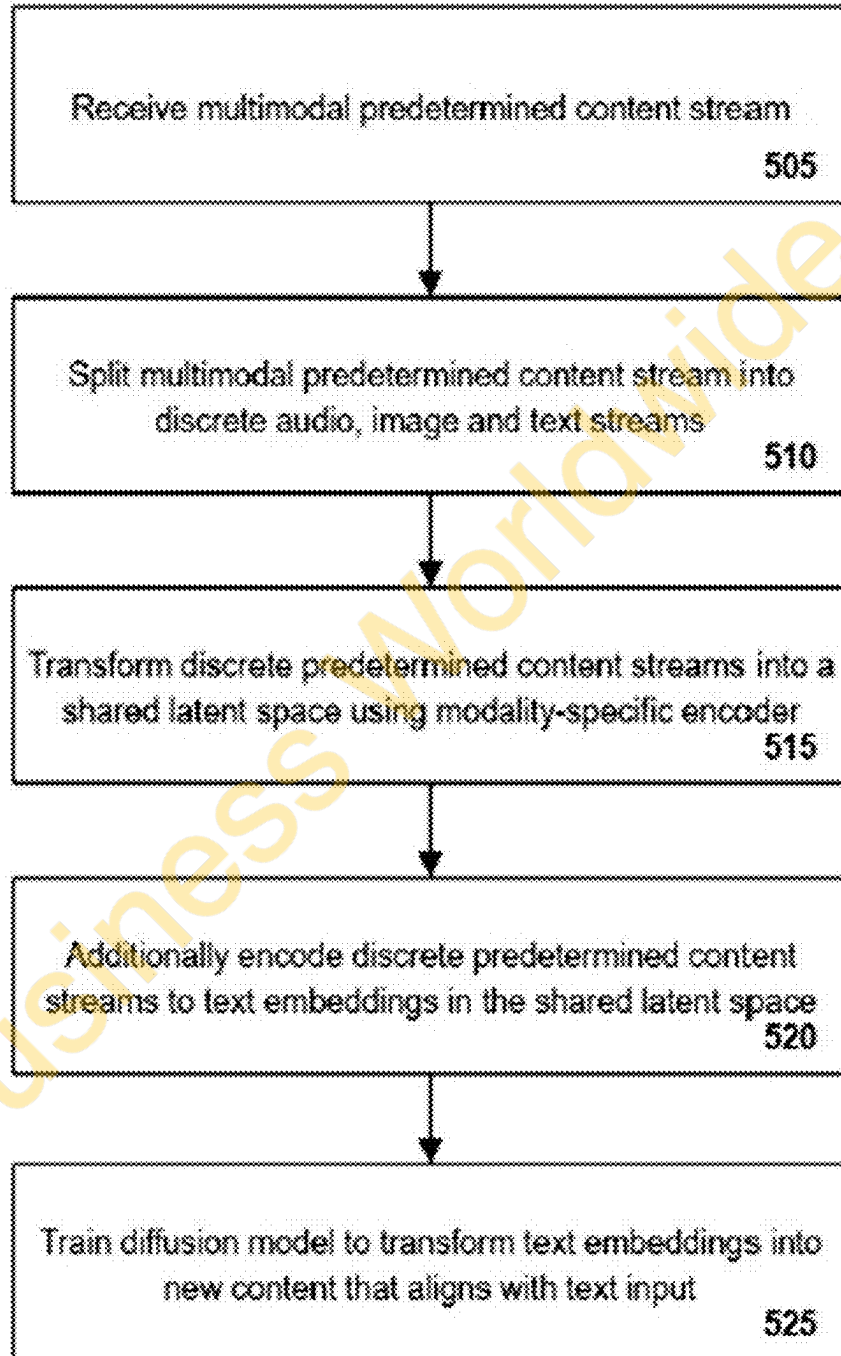 Receive multimodal predetermined content stream
505
Split multimodal predetermined content stream into
discrete audio, image and text streams
510
Transform discrete predetermined content streams into a
shared latent space using modality-specific encoder
515
Additionally encode discrete predetermined content
streams to text embeddings in the shared latent space
520
Train diffusion model to transform text embeddings into
new content that aligns with text input
525
usiness Worldwide